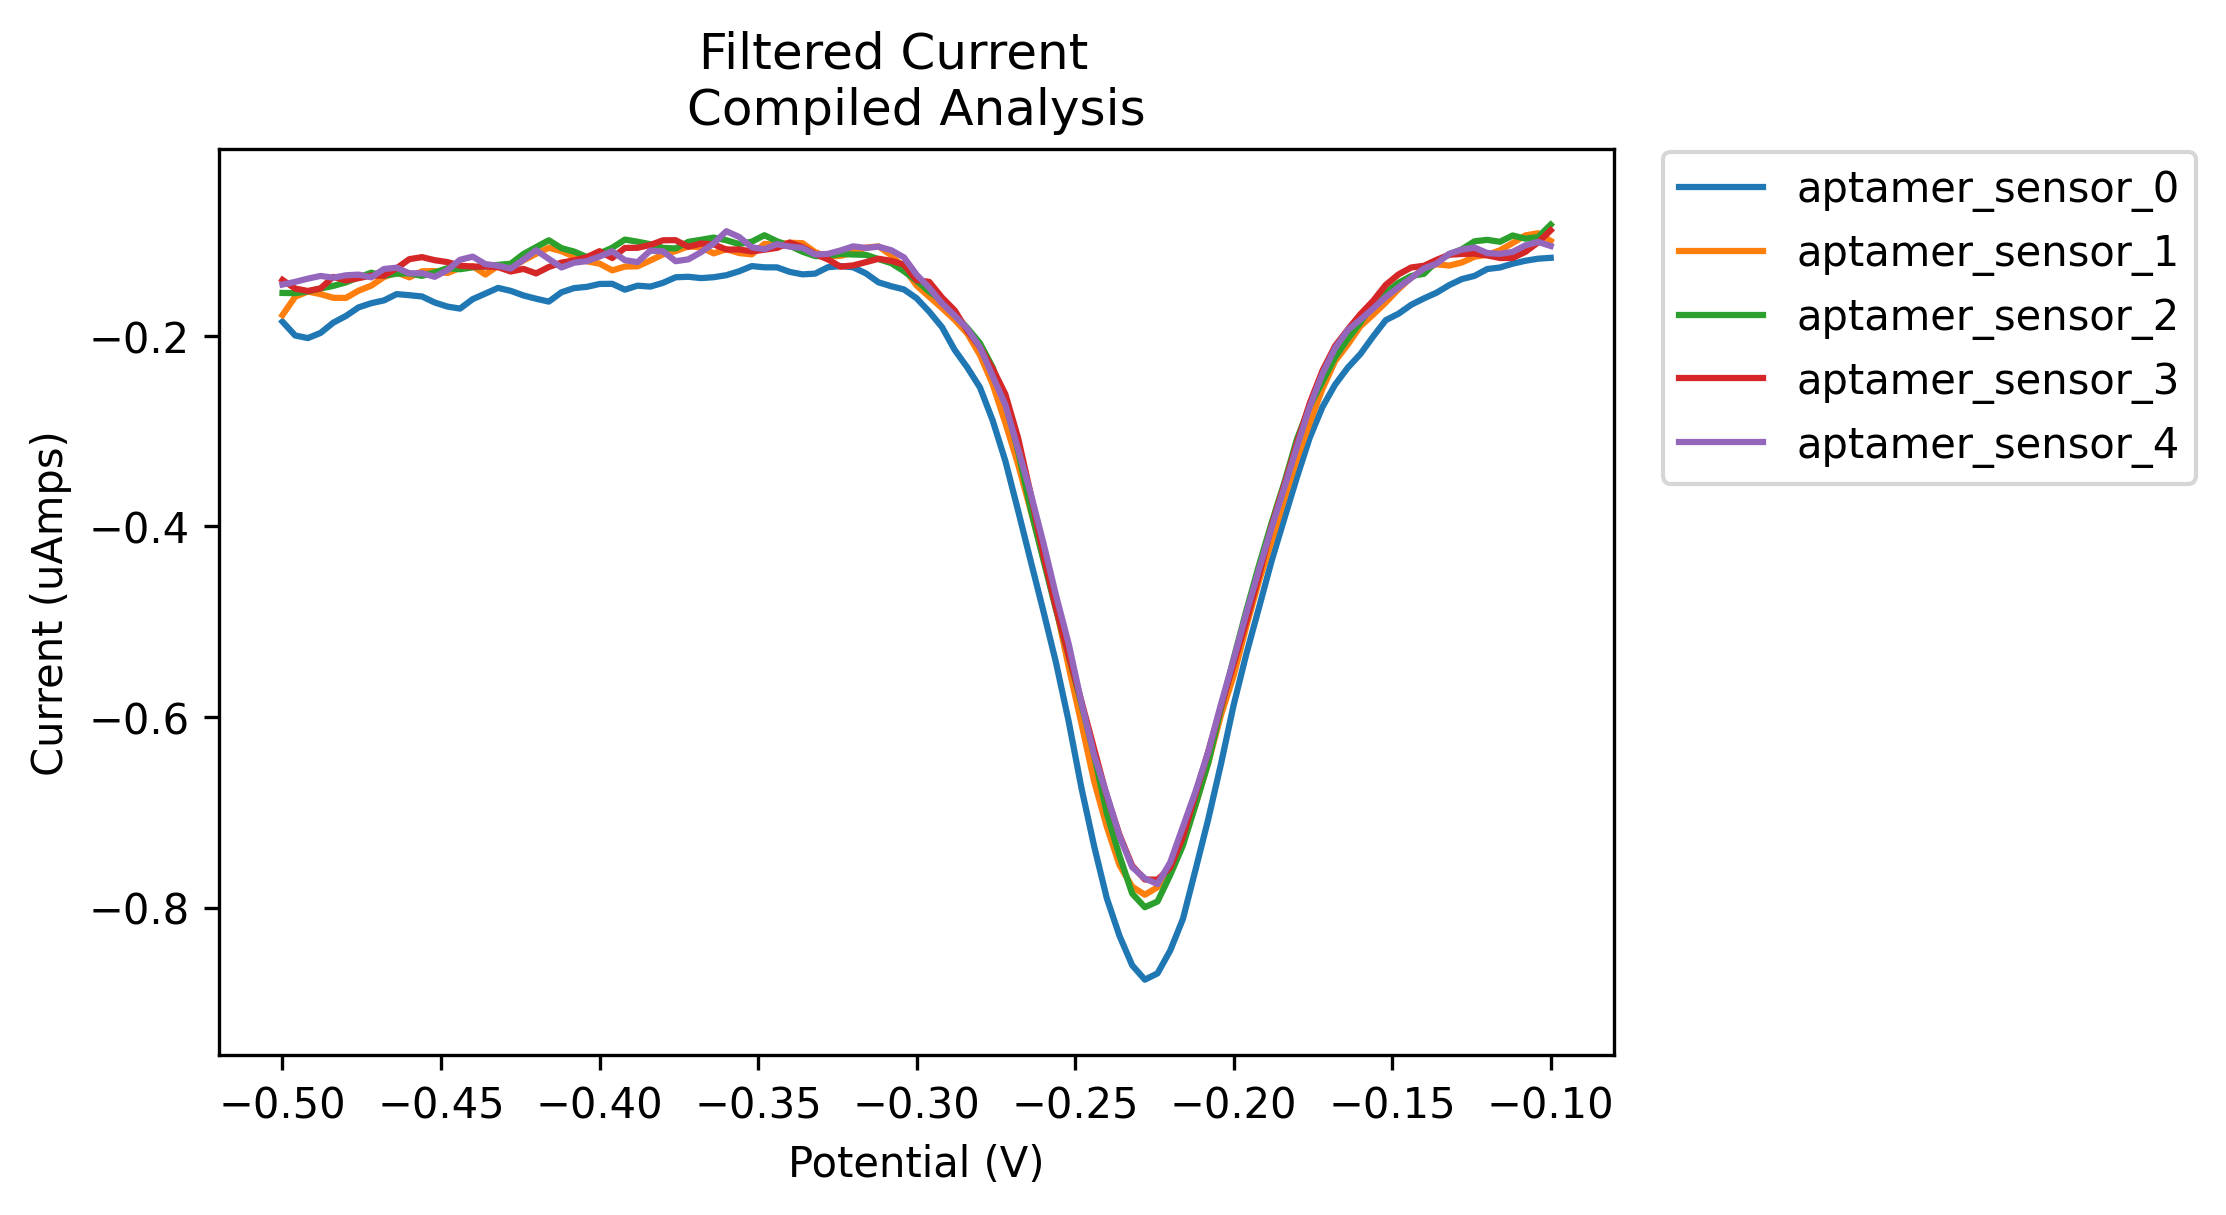 Filtered Current
Compiled Analysis
aptamer_sensor_0
aptamer_sensor_1
aptamer_sensor_2
aptamer_sensor_3
aptamer_sensor_4
Current (uAmps)
−0.2
−0.4
−0.6
−0.8
−0.50 −0.45 −0.40 −0.35 −0.30 −0.25 −0.20 −0.15 −0.10
Potential (V)